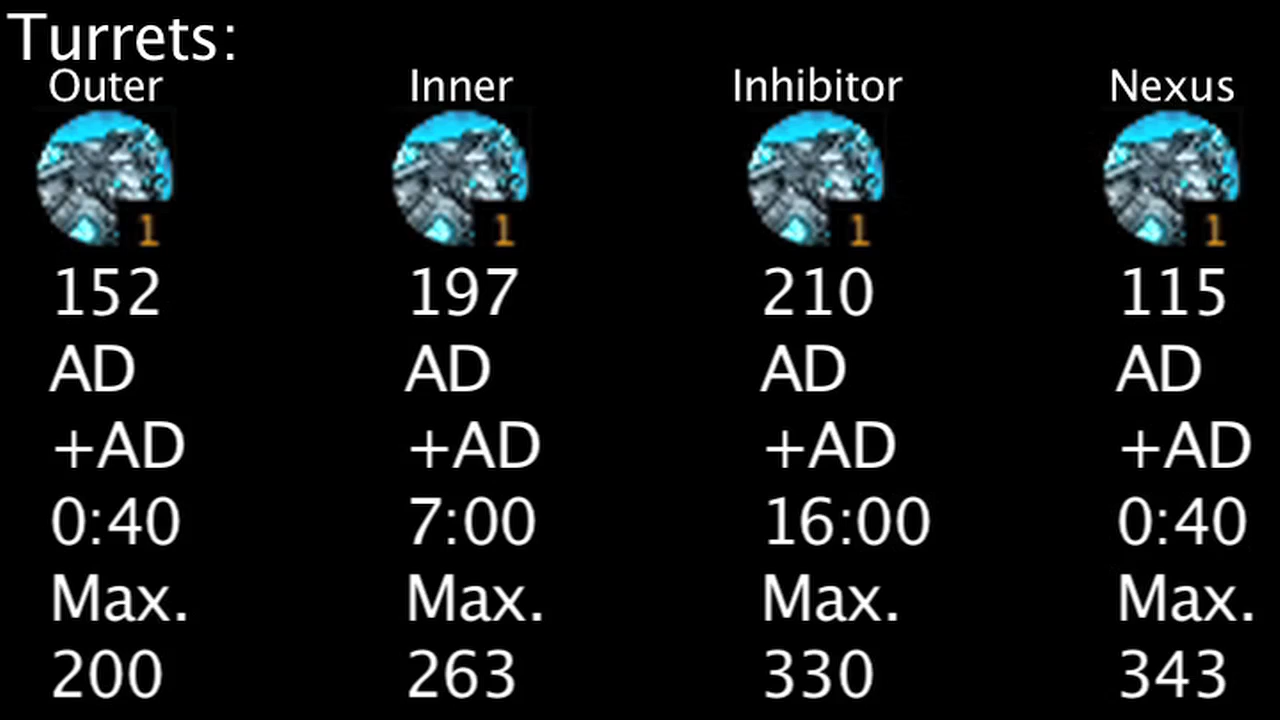 Turrets:
Outer Inner Inhibitor Nexus
1 1 1 1
152 197 210 115
AD AD AD AD
+AD +AD +AD +AD
0:40 7:00 16:00 0:40
Max. Max. Max. Max.
200 263 330 343